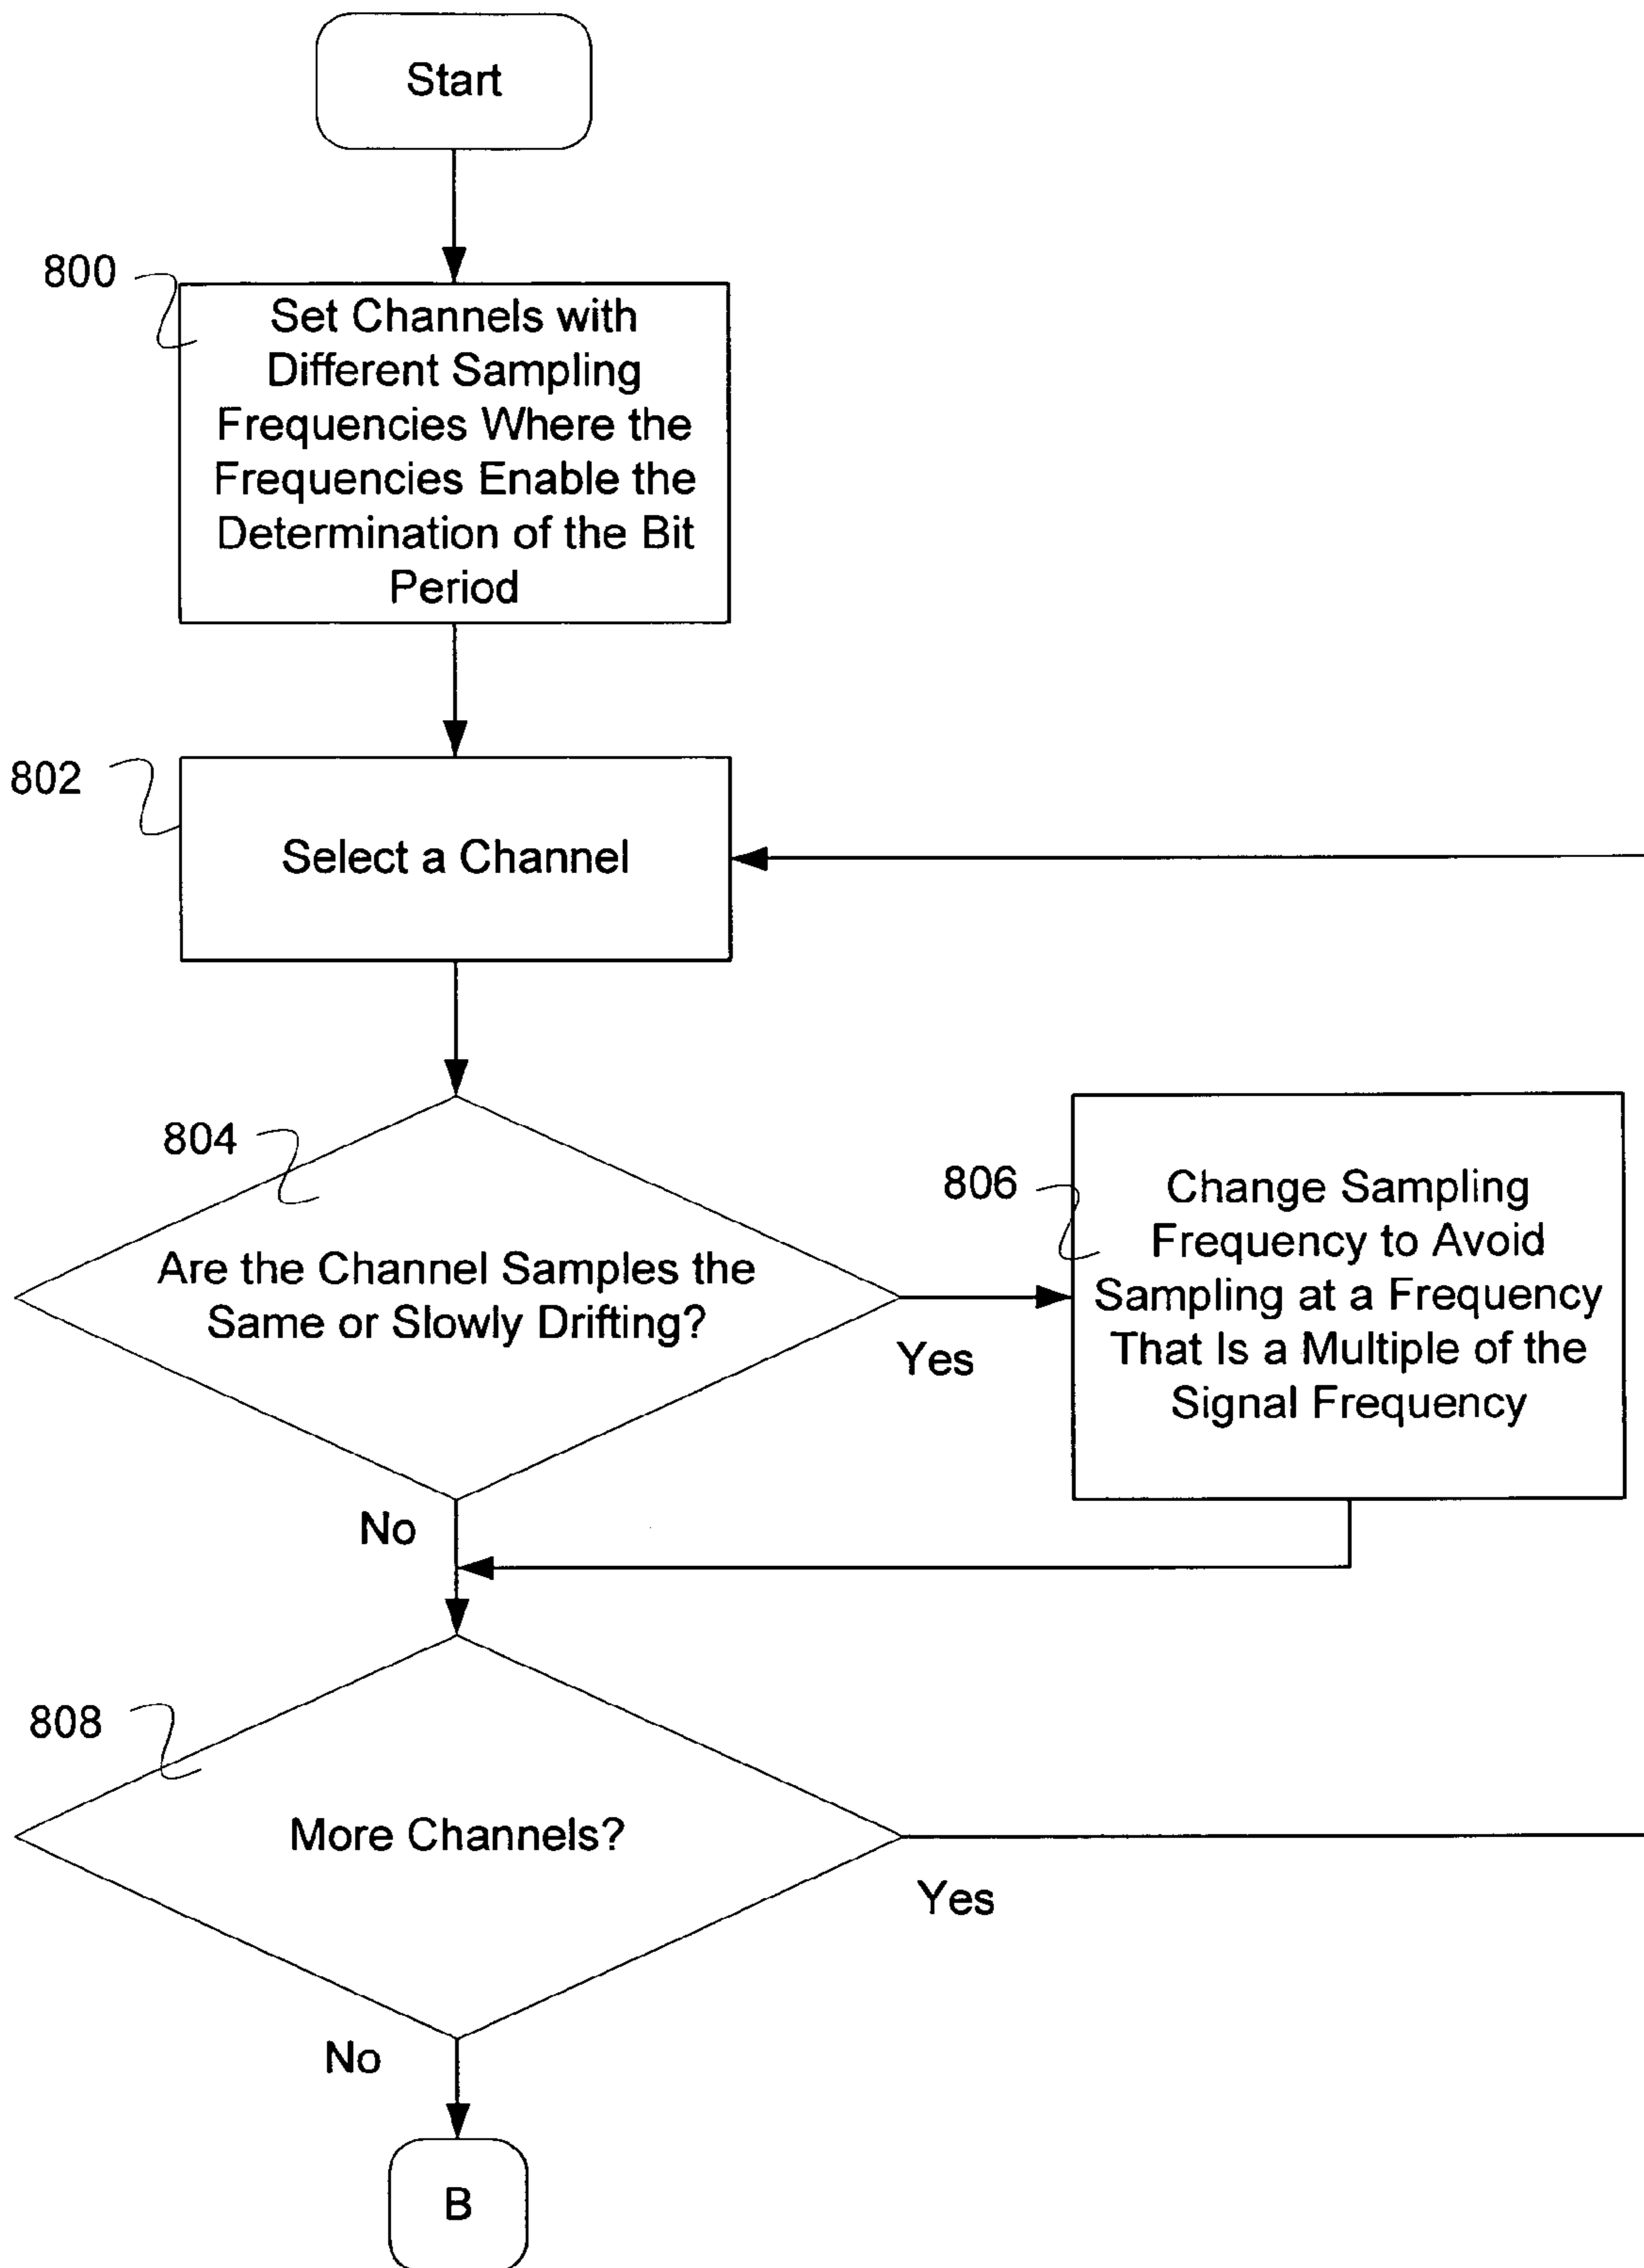 Start
800
Set Channels with
Different Sampling
Frequencies Where the
Frequencies Enable the
Determination of the Bit
Period
802
Select a Channel
804
Are the Channel Samples the
Same or Slowly Drifting?
Yes
806
Change Sampling
Frequency to Avoid
Sampling at a Frequency
That Is a Multiple of the
Signal Frequency
No
808
More Channels?
Yes
No
B